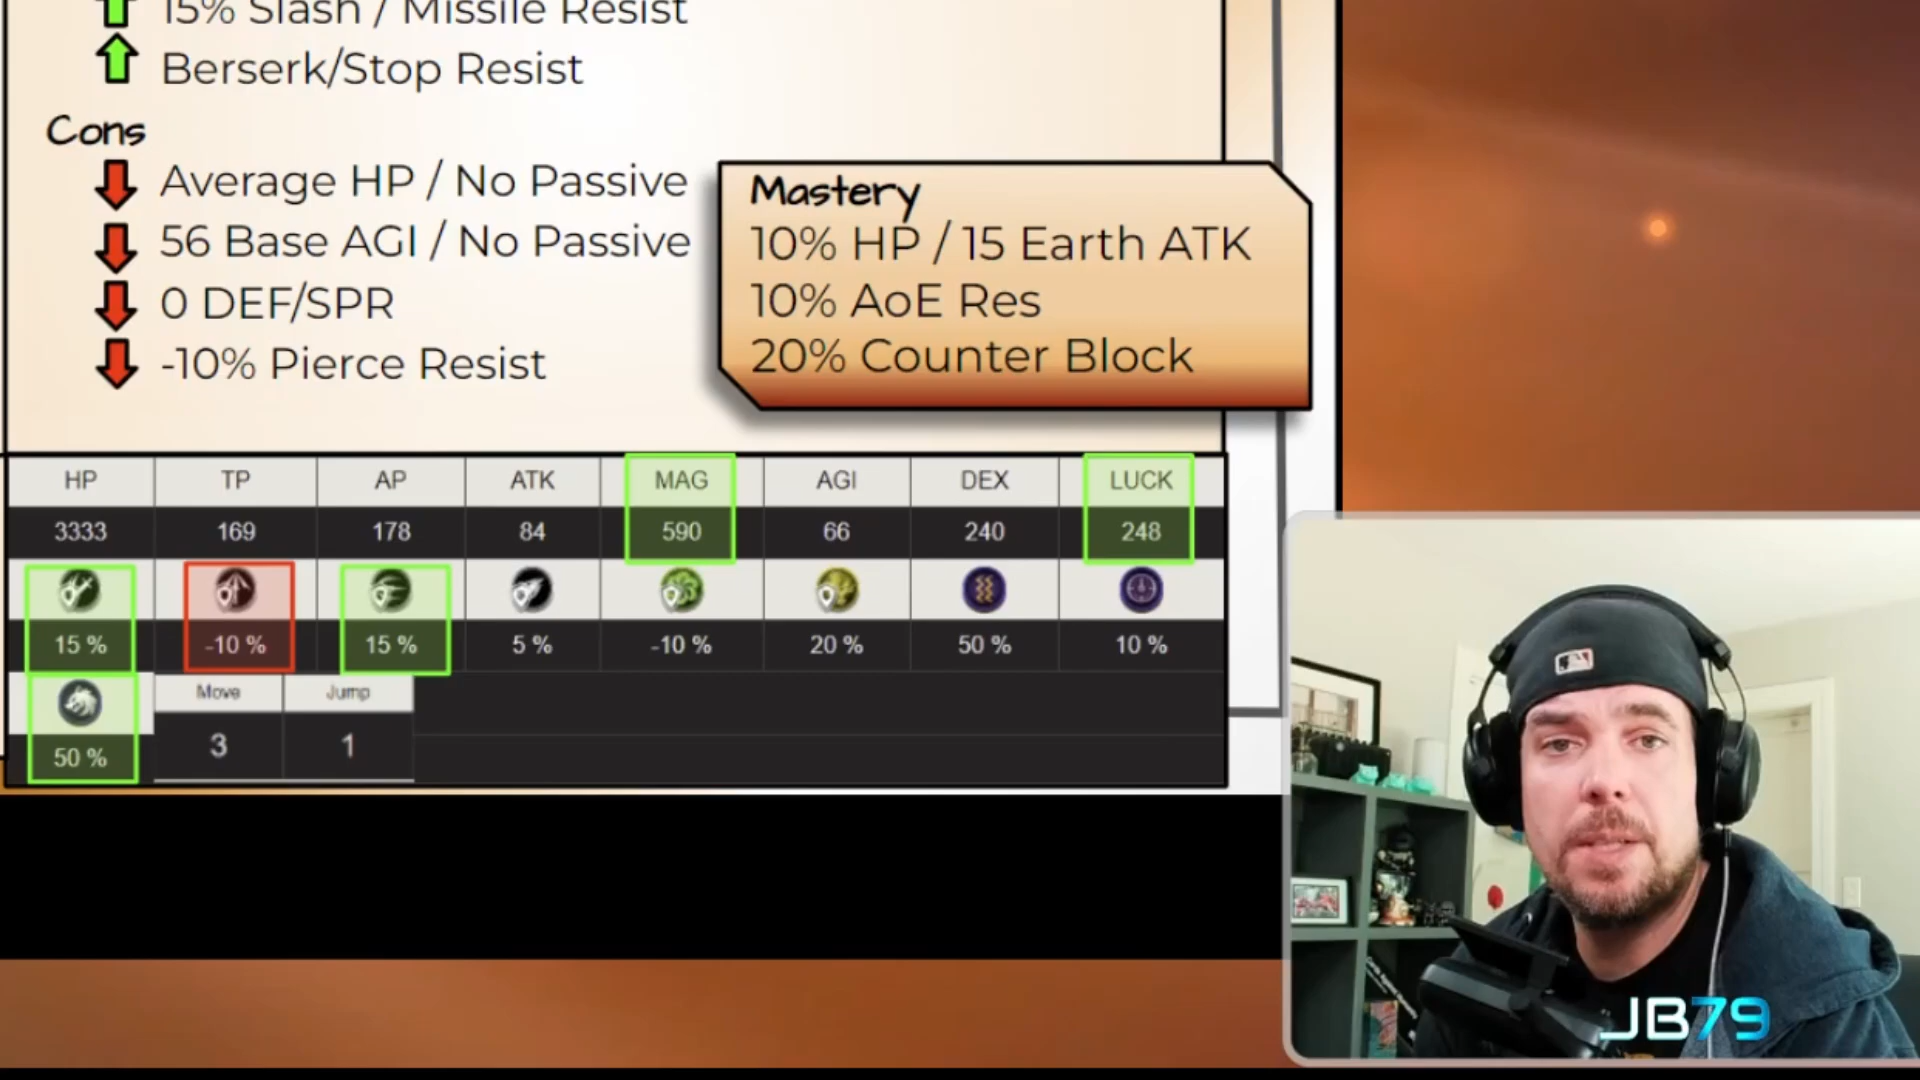 15% Slash / Missile Resist
Berserk/Stop Resist
Cons
Average HP / No Passive
56 Base AGI / No Passive
0 DEF/SPR
-10% Pierce Resist
Mastery
10% HP / 15 Earth ATK
10% AoE Res
20% Counter Block
HP TP AP ATK MAG AGI DEX LUCK
3333 169 178 84 590 66 240 248
15 % -10 % 15 % 5 % -10 % 20 % 50 % 10 %
Move Jump
50 % 3 1
JB79